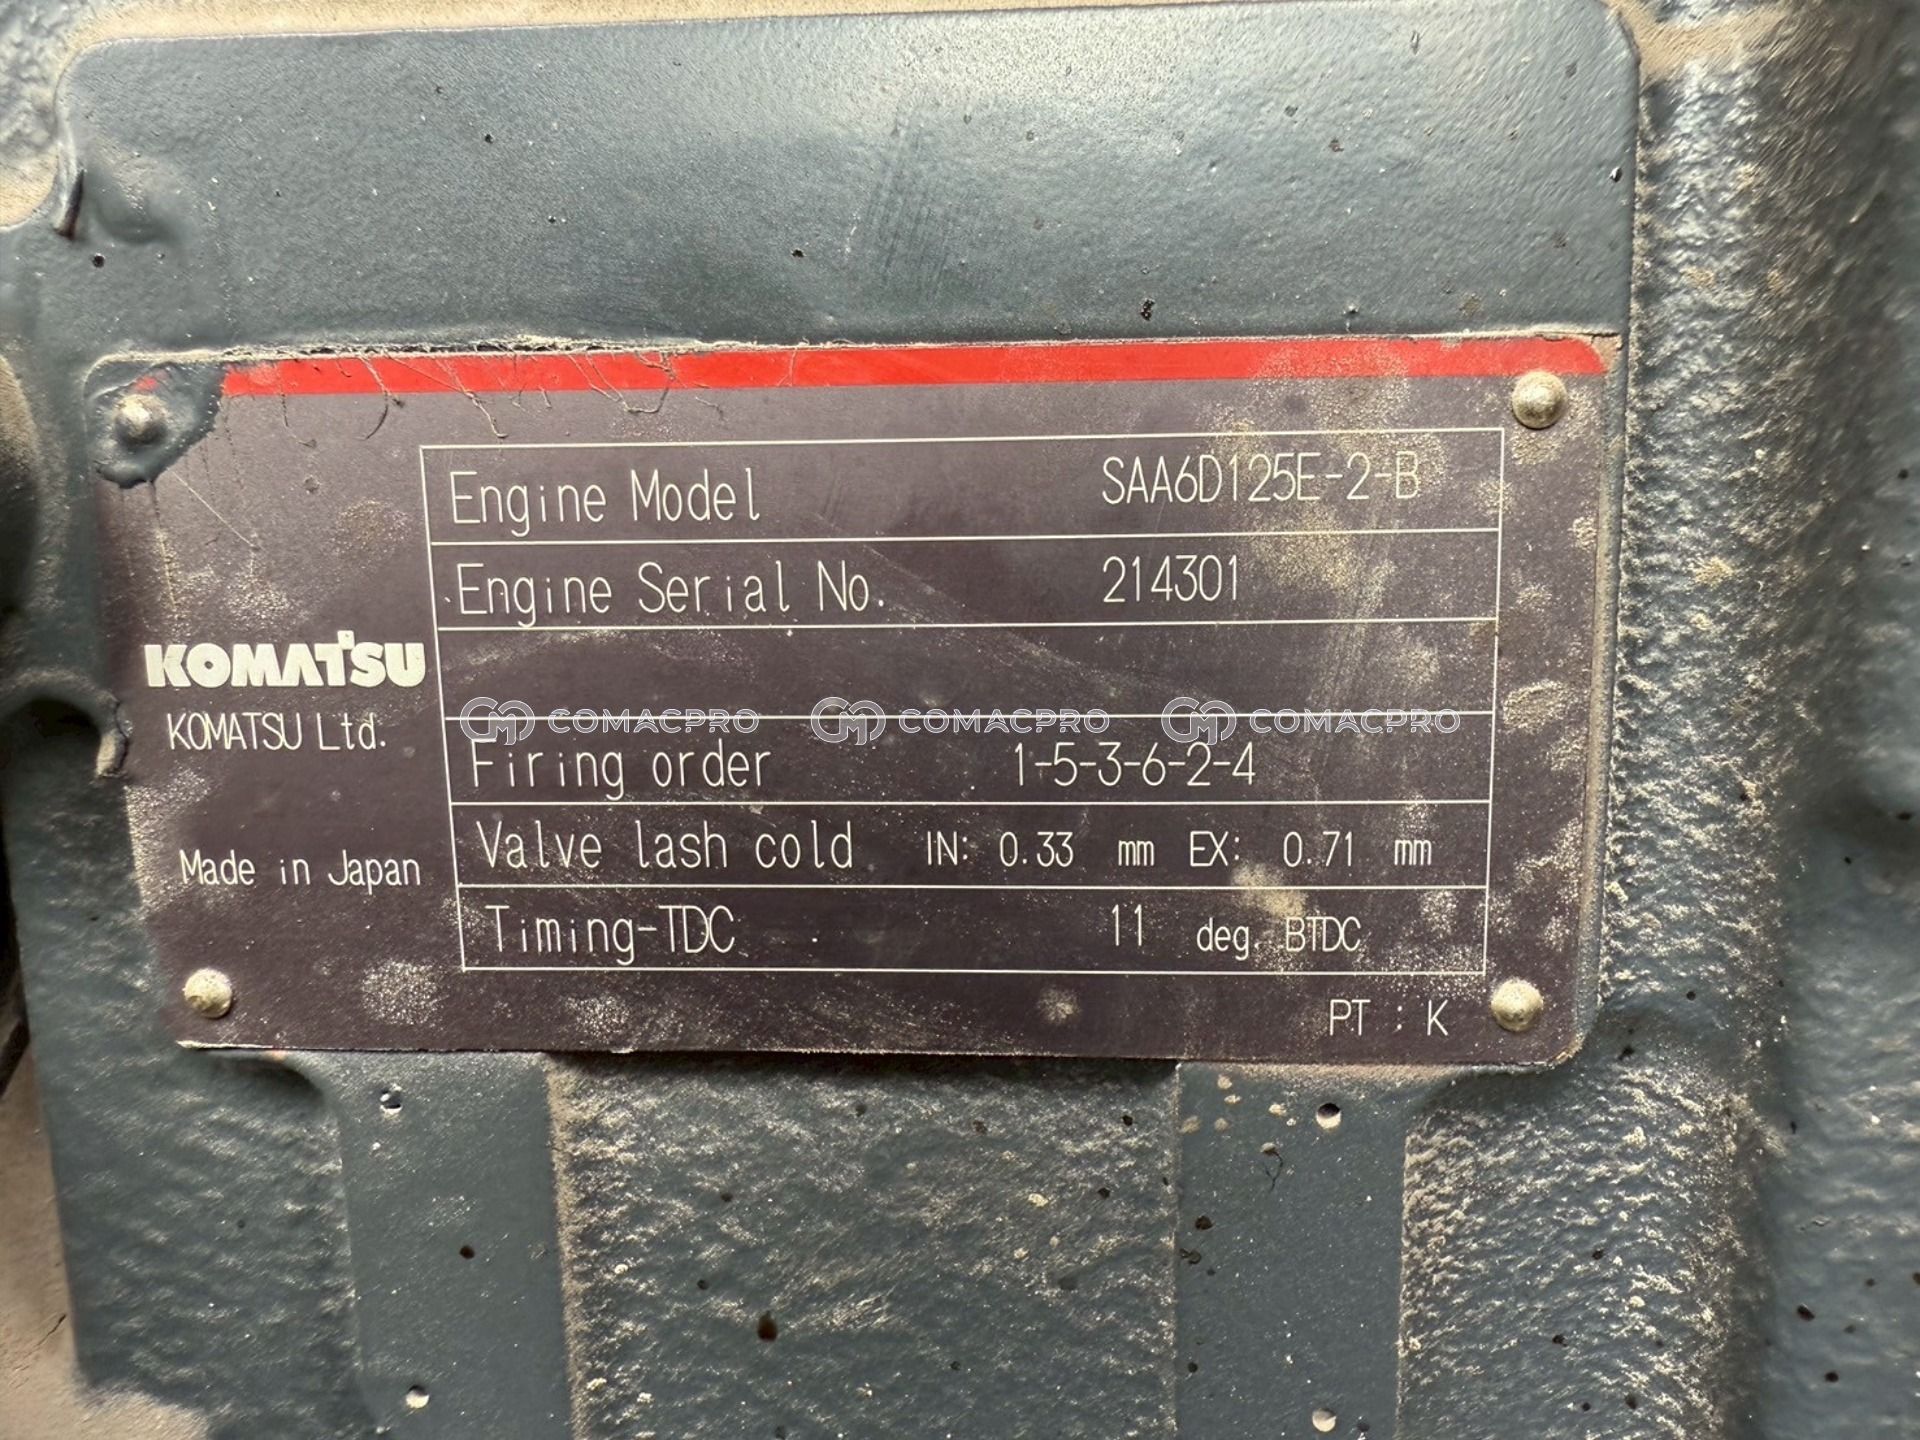 Engine Model SAA6D125E-2-B
Engine Serial No. 214301
KOMATSU
KOMATSU Ltd.
COMACPRO COMACPRO COMACPRO
Firing order 1-5-3-6-2-4
Valve lash cold IN: 0.33 mm EX: 0.71 mm
Made in Japan
Timing-TDC 11 deg. BTDC
PT : K